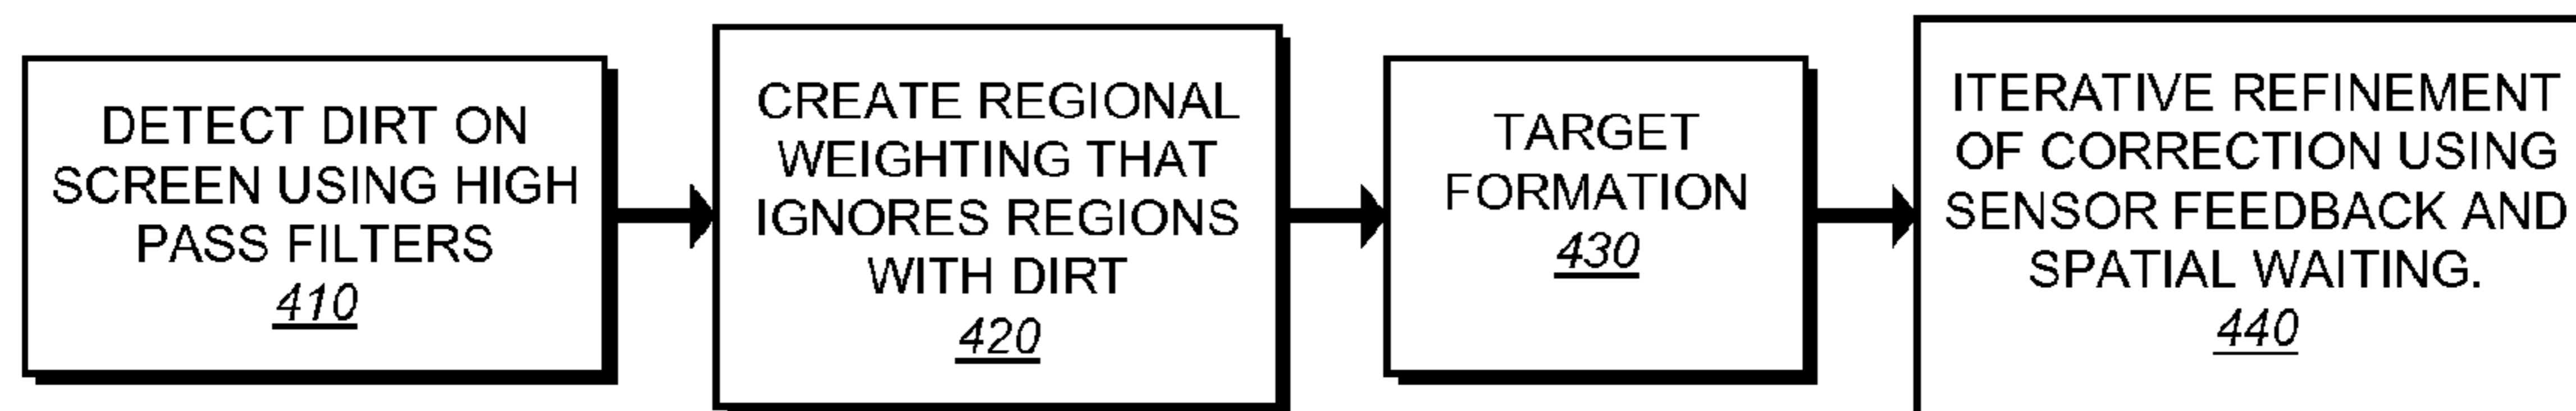 DETECT DIRT ON
SCREEN USING HIGH
PASS FILTERS
410
CREATE REGIONAL
WEIGHTING THAT
IGNORES REGIONS
WITH DIRT
420
TARGET
FORMATION
430
ITERATIVE REFINEMENT
OF CORRECTION USING
SENSOR FEEDBACK AND
SPATIAL WAITING.
440